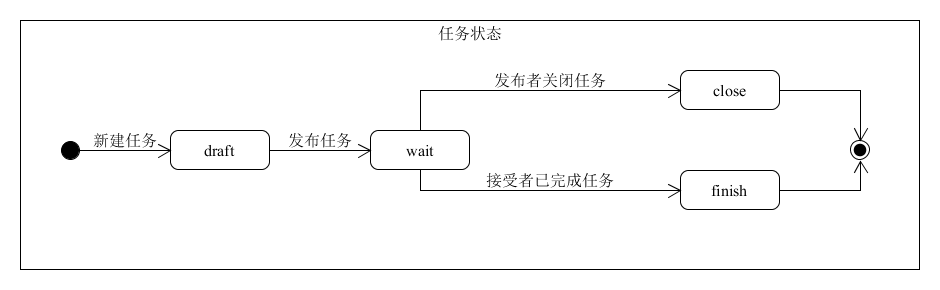 任务状态
发布者关闭任务
close
新建任务
draft
发布任务
wait
接受者已完成任务
finish